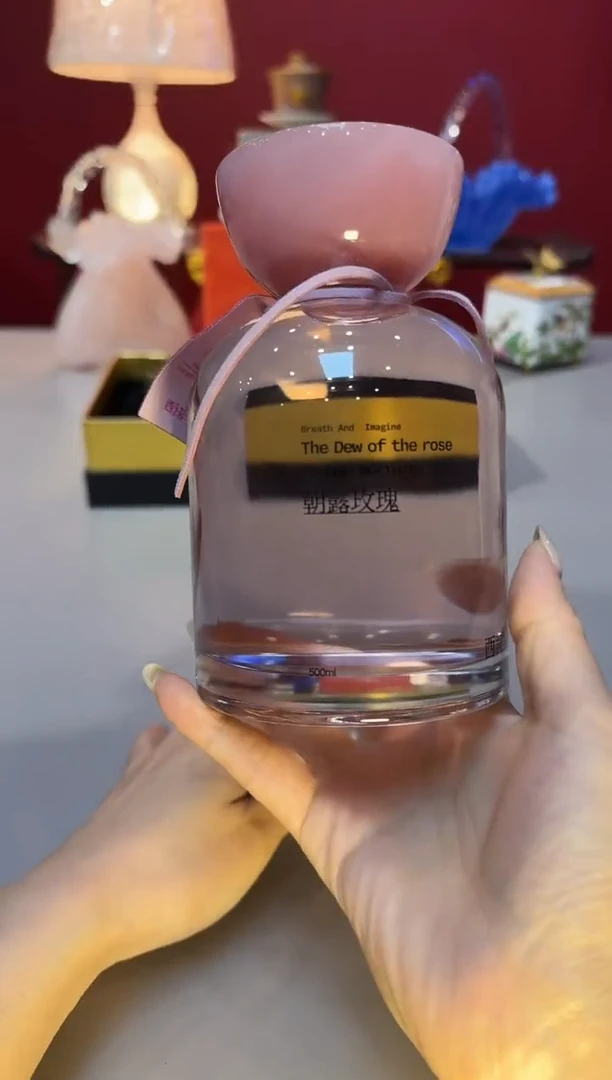 Breath And Imagine
The Dew of the rose
朝露玫瑰
500ml